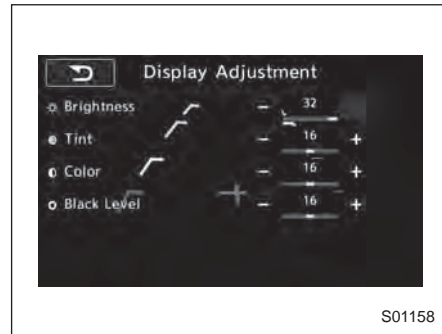 Display Adjustment
Brightness - 32
Tint - 16 +
Color - 16 +
Black Level - 16 +
S01158